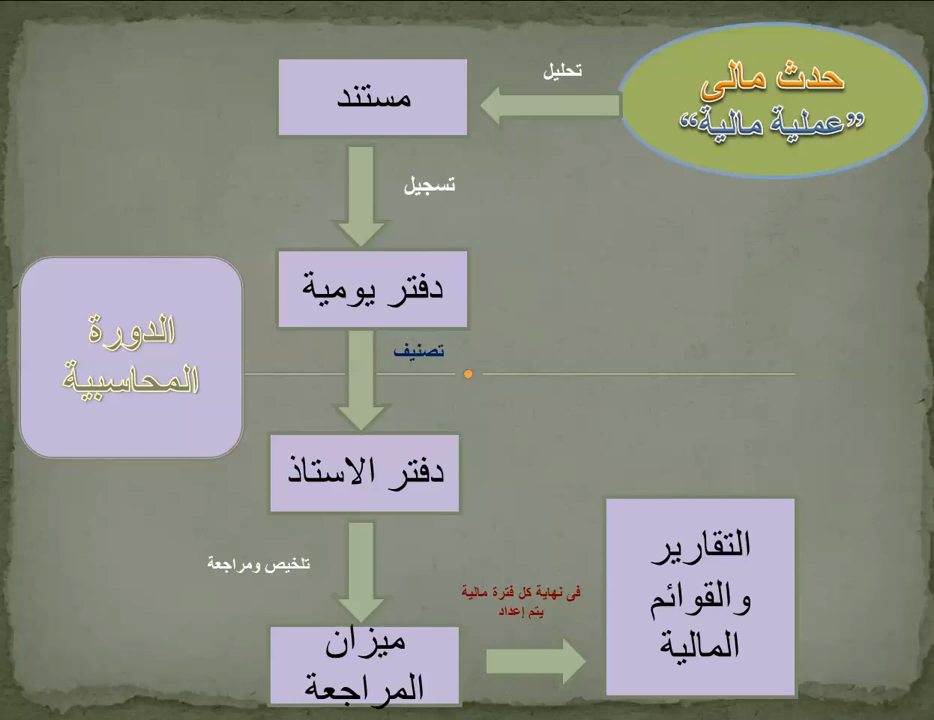 حدث مالى
”عملية مالية“
تحليل
مستند
تسجيل
دفتر يومية
تصنيف
الدورة
المحاسبية
دفتر الاستاذ
تلخيص ومراجعة
ميزان
المراجعة
فى نهاية كل فترة مالية
يتم إعداد
التقارير
والقوائم
المالية